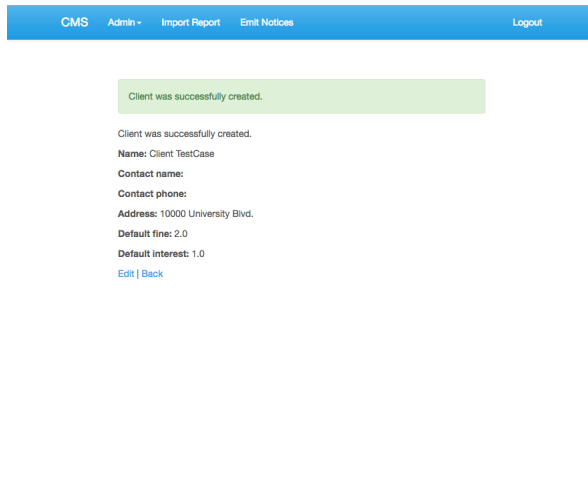 CMS Admin Import Report Emit Notices Logout
Client was successfully created.
Client was successfully created.
Name: Client TestCase
Contact name:
Contact phone:
Address: 10000 University Blvd.
Default fine: 2.0
Default interest: 1.0
Edit | Back